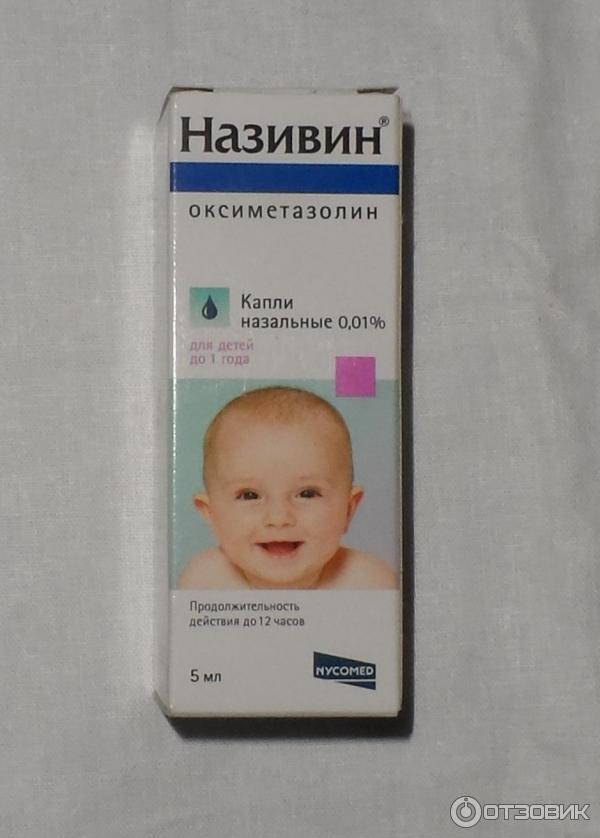 Називин®
оксиметазолин
Капли
назальные 0,01%
для детей
до 1 года
Продолжительность
действия до 12 часов
5 мл
NYCOMED
ОТЗОВИК